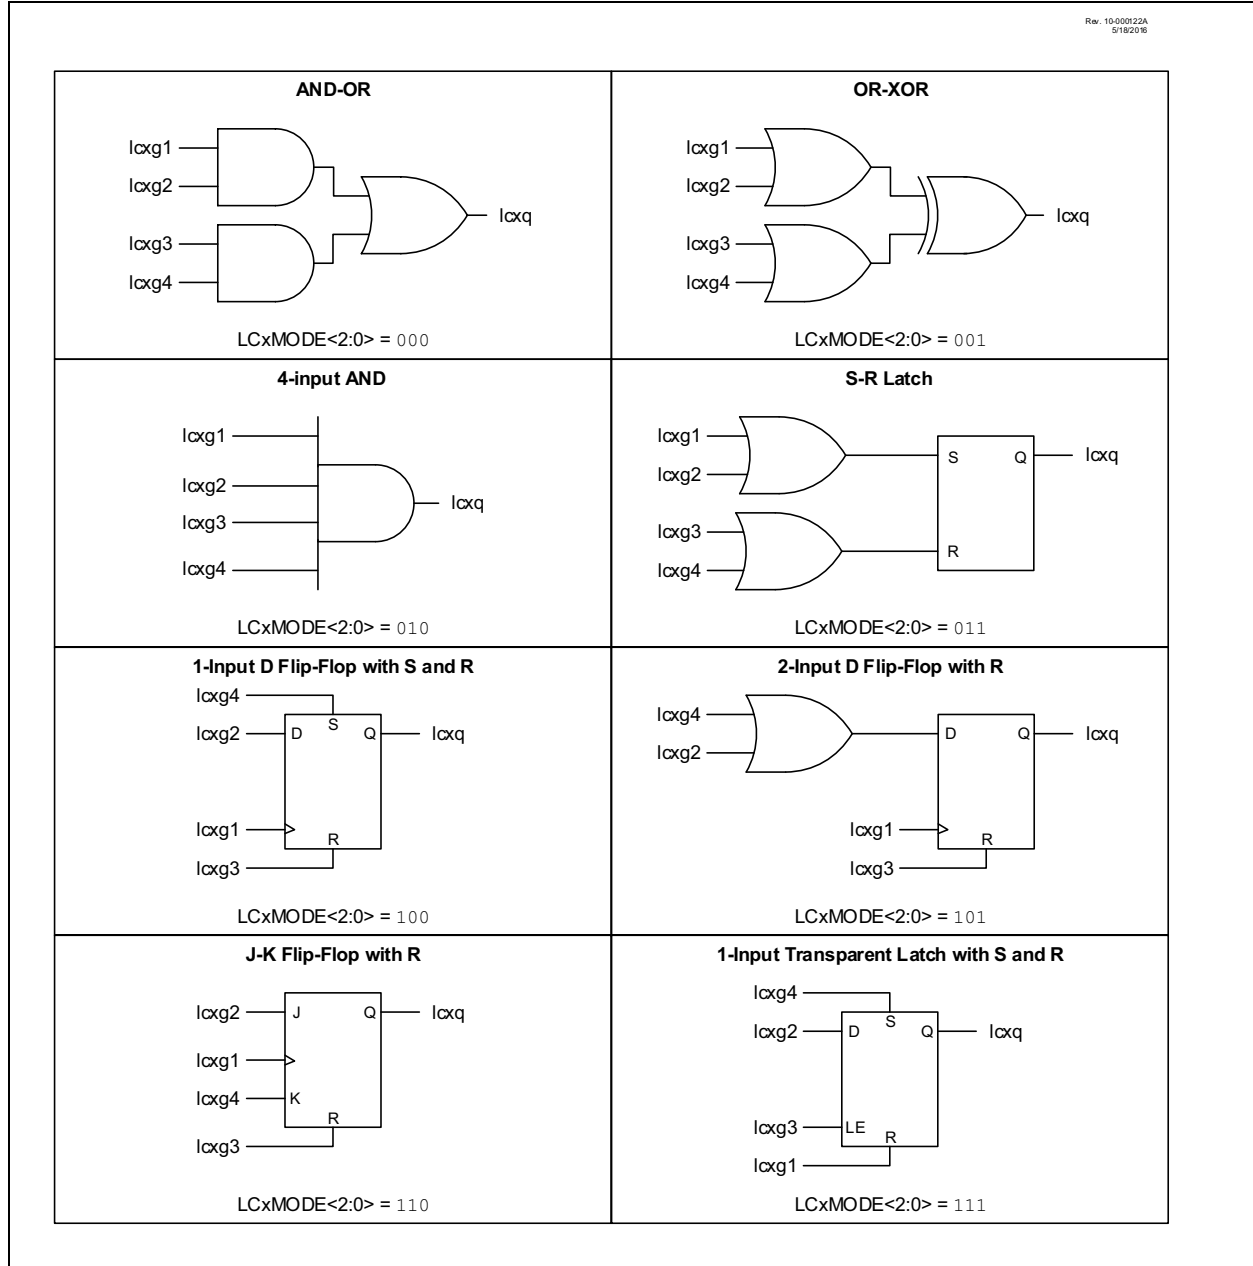 Rev. 10-000122A
5/18/2016
AND-OR
lcxg1
lcxg2
lcxg3
lcxg4
lcxq
LCxMODE<2:0> = 000
OR-XOR
lcxg1
lcxg2
lcxg3
lcxg4
lcxq
LCxMODE<2:0> = 001
4-input AND
lcxg1
lcxg2
lcxg3
lcxg4
lcxq
LCxMODE<2:0> = 010
S-R Latch
lcxg1
lcxg2
lcxg3
lcxg4
S
Q
lcxq
R
LCxMODE<2:0> = 011
1-Input D Flip-Flop with S and R
lcxg4
lcxg2
D
S
Q
lcxq
lcxg1
R
lcxg3
LCxMODE<2:0> = 100
2-Input D Flip-Flop with R
lcxg4
lcxg2
D
Q
lcxq
lcxg1
R
lcxg3
LCxMODE<2:0> = 101
J-K Flip-Flop with R
lcxg2
J
Q
lcxq
lcxg1
lcxg4
K
R
lcxg3
LCxMODE<2:0> = 110
1-Input Transparent Latch with S and R
lcxg4
lcxg2
D
S
Q
lcxq
lcxg3
LE
R
lcxg1
LCxMODE<2:0> = 111